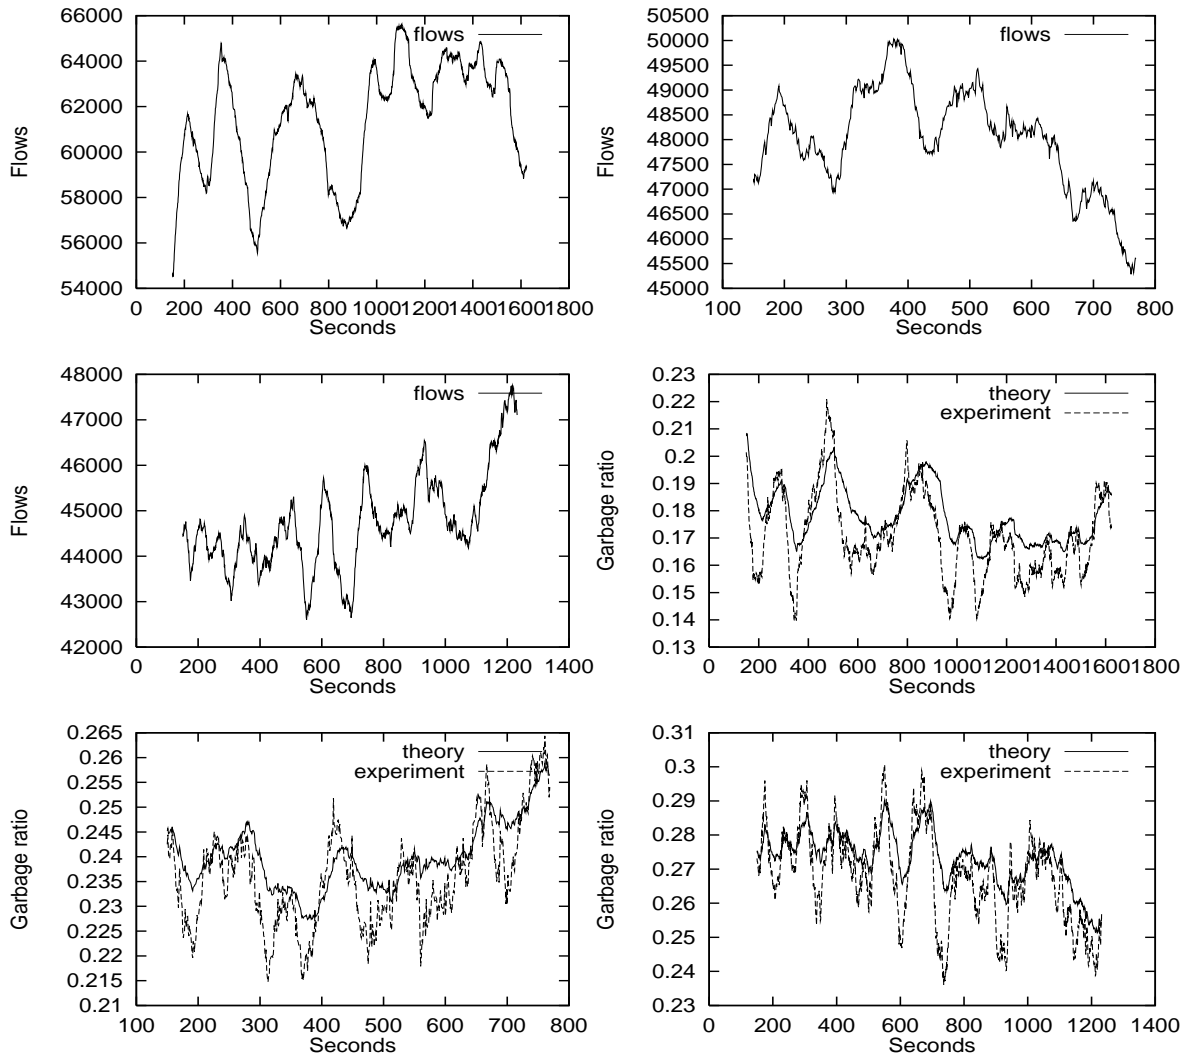 66000
64000
62000
60000
58000
56000
54000
Flows
flows
0 200 400 600 800 1000 1200 1400 1600 1800
Seconds
50500
50000
49500
49000
48500
48000
47500
47000
46500
46000
45500
45000
Flows
flows
100 200 300 400 500 600 700 800
Seconds
48000
47000
46000
45000
44000
43000
42000
Flows
flows
0 200 400 600 800 1000 1200 1400
Seconds
0.23
0.22
0.21
0.2
0.19
0.18
0.17
0.16
0.15
0.14
0.13
Garbage ratio
theory
experiment
0 200 400 600 800 1000 1200 1400 1600 1800
Seconds
0.265
0.26
0.255
0.25
0.245
0.24
0.235
0.23
0.225
0.22
0.215
0.21
Garbage ratio
theory
experiment
100 200 300 400 500 600 700 800
Seconds
0.31
0.3
0.29
0.28
0.27
0.26
0.25
0.24
0.23
Garbage ratio
theory
experiment
0 200 400 600 800 1000 1200 1400
Seconds